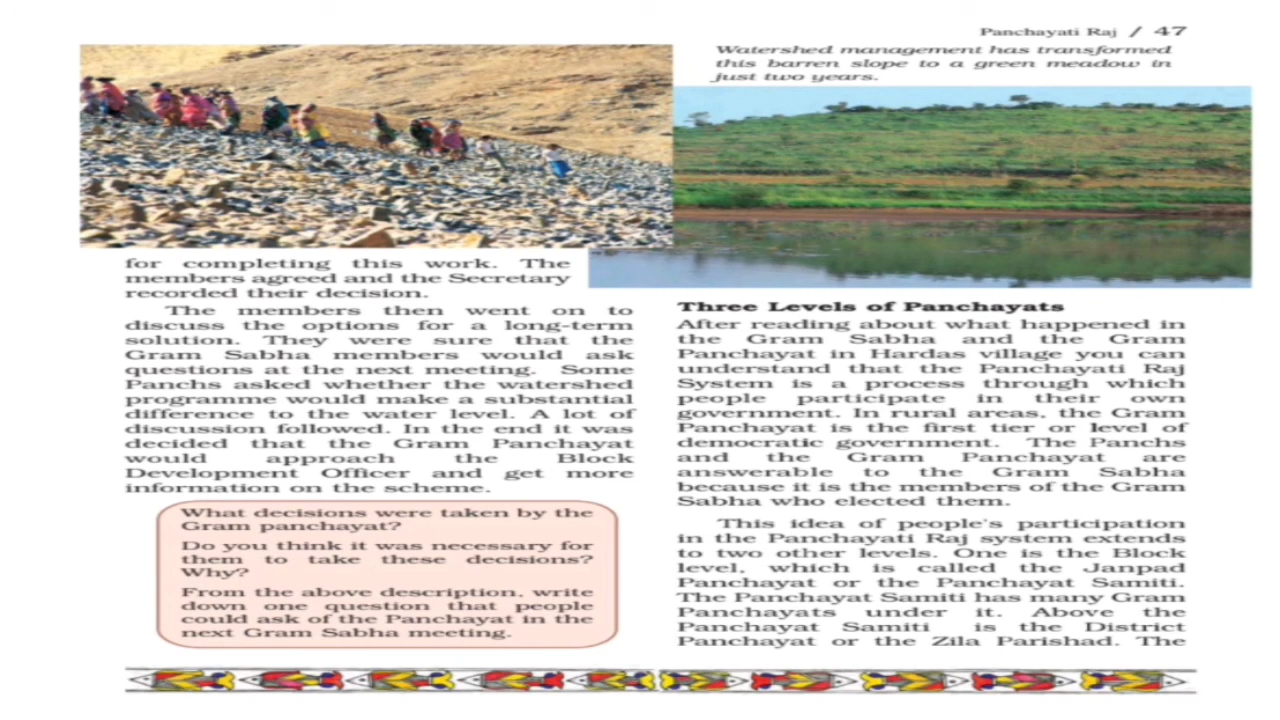 Panchayati Raj / 47
Watershed management has transformed
this barren slope to a green meadow in
just two years.
for completing this work. The
members agreed and the Secretary
recorded their decision.
The members then went on to
discuss the options for a long-term
solution. They were sure that the
Gram Sabha members would ask
questions at the next meeting. Some
Panchs asked whether the watershed
programme would make a substantial
difference to the water level. A lot of
discussion followed. In the end it was
decided that the Gram Panchayat
would approach the Block
Development Officer and get more
information on the scheme.
What decisions were taken by the
Gram panchayat?
Do you think it was necessary for
them to take these decisions?
Why?
From the above description, write
down one question that people
could ask of the Panchayat in the
next Gram Sabha meeting.
Three Levels of Panchayats
After reading about what happened in
the Gram Sabha and the Gram
Panchayat in Hardas village you can
understand that the Panchayati Raj
System is a process through which
people participate in their own
government. In rural areas, the Gram
Panchayat is the first tier or level of
democratic government. The Panchs
and the Gram Panchayat are
answerable to the Gram Sabha
because it is the members of the Gram
Sabha who elected them.
This idea of people's participation
in the Panchayati Raj system extends
to two other levels. One is the Block
level, which is called the Janpad
Panchayat or the Panchayat Samiti.
The Panchayat Samiti has many Gram
Panchayats under it. Above the
Panchayat Samiti is the District
Panchayat or the Zila Parishad. The